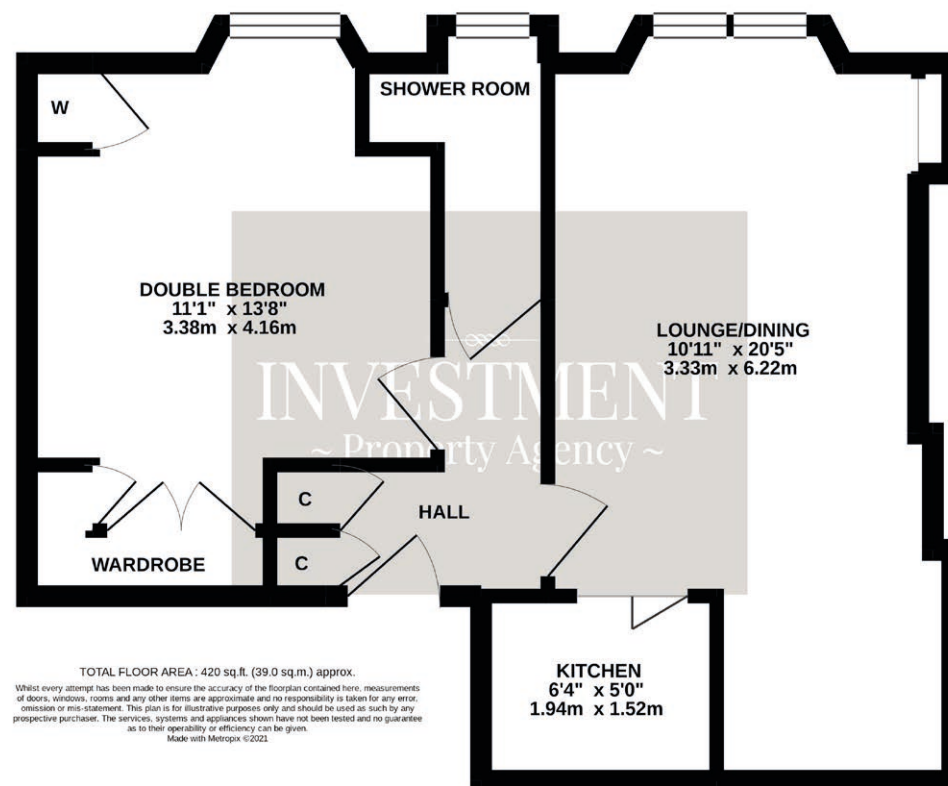 SHOWER ROOM
W
DOUBLE BEDROOM
11'1" x 13'8"
3.38m x 4.16m
LOUNGE/DINING
10'11" x 20'5"
3.33m x 6.22m
INVESTMENT
~ Property Agency ~
C
HALL
C
WARDROBE
KITCHEN
6'4" x 5'0"
1.94m x 1.52m
TOTAL FLOOR AREA : 420 sq.ft. (39.0 sq.m.) approx.
Whilst every attempt has been made to ensure the accuracy of the floorplan contained here, measurements
of doors, windows, rooms and any other items are approximate and no responsibility is taken for any error,
omission or mis-statement. This plan is for illustrative purposes only and should be used as such by any
prospective purchaser. The services, systems and appliances shown have not been tested and no guarantee
as to their operability or efficiency can be given.
Made with Metropix ©2021